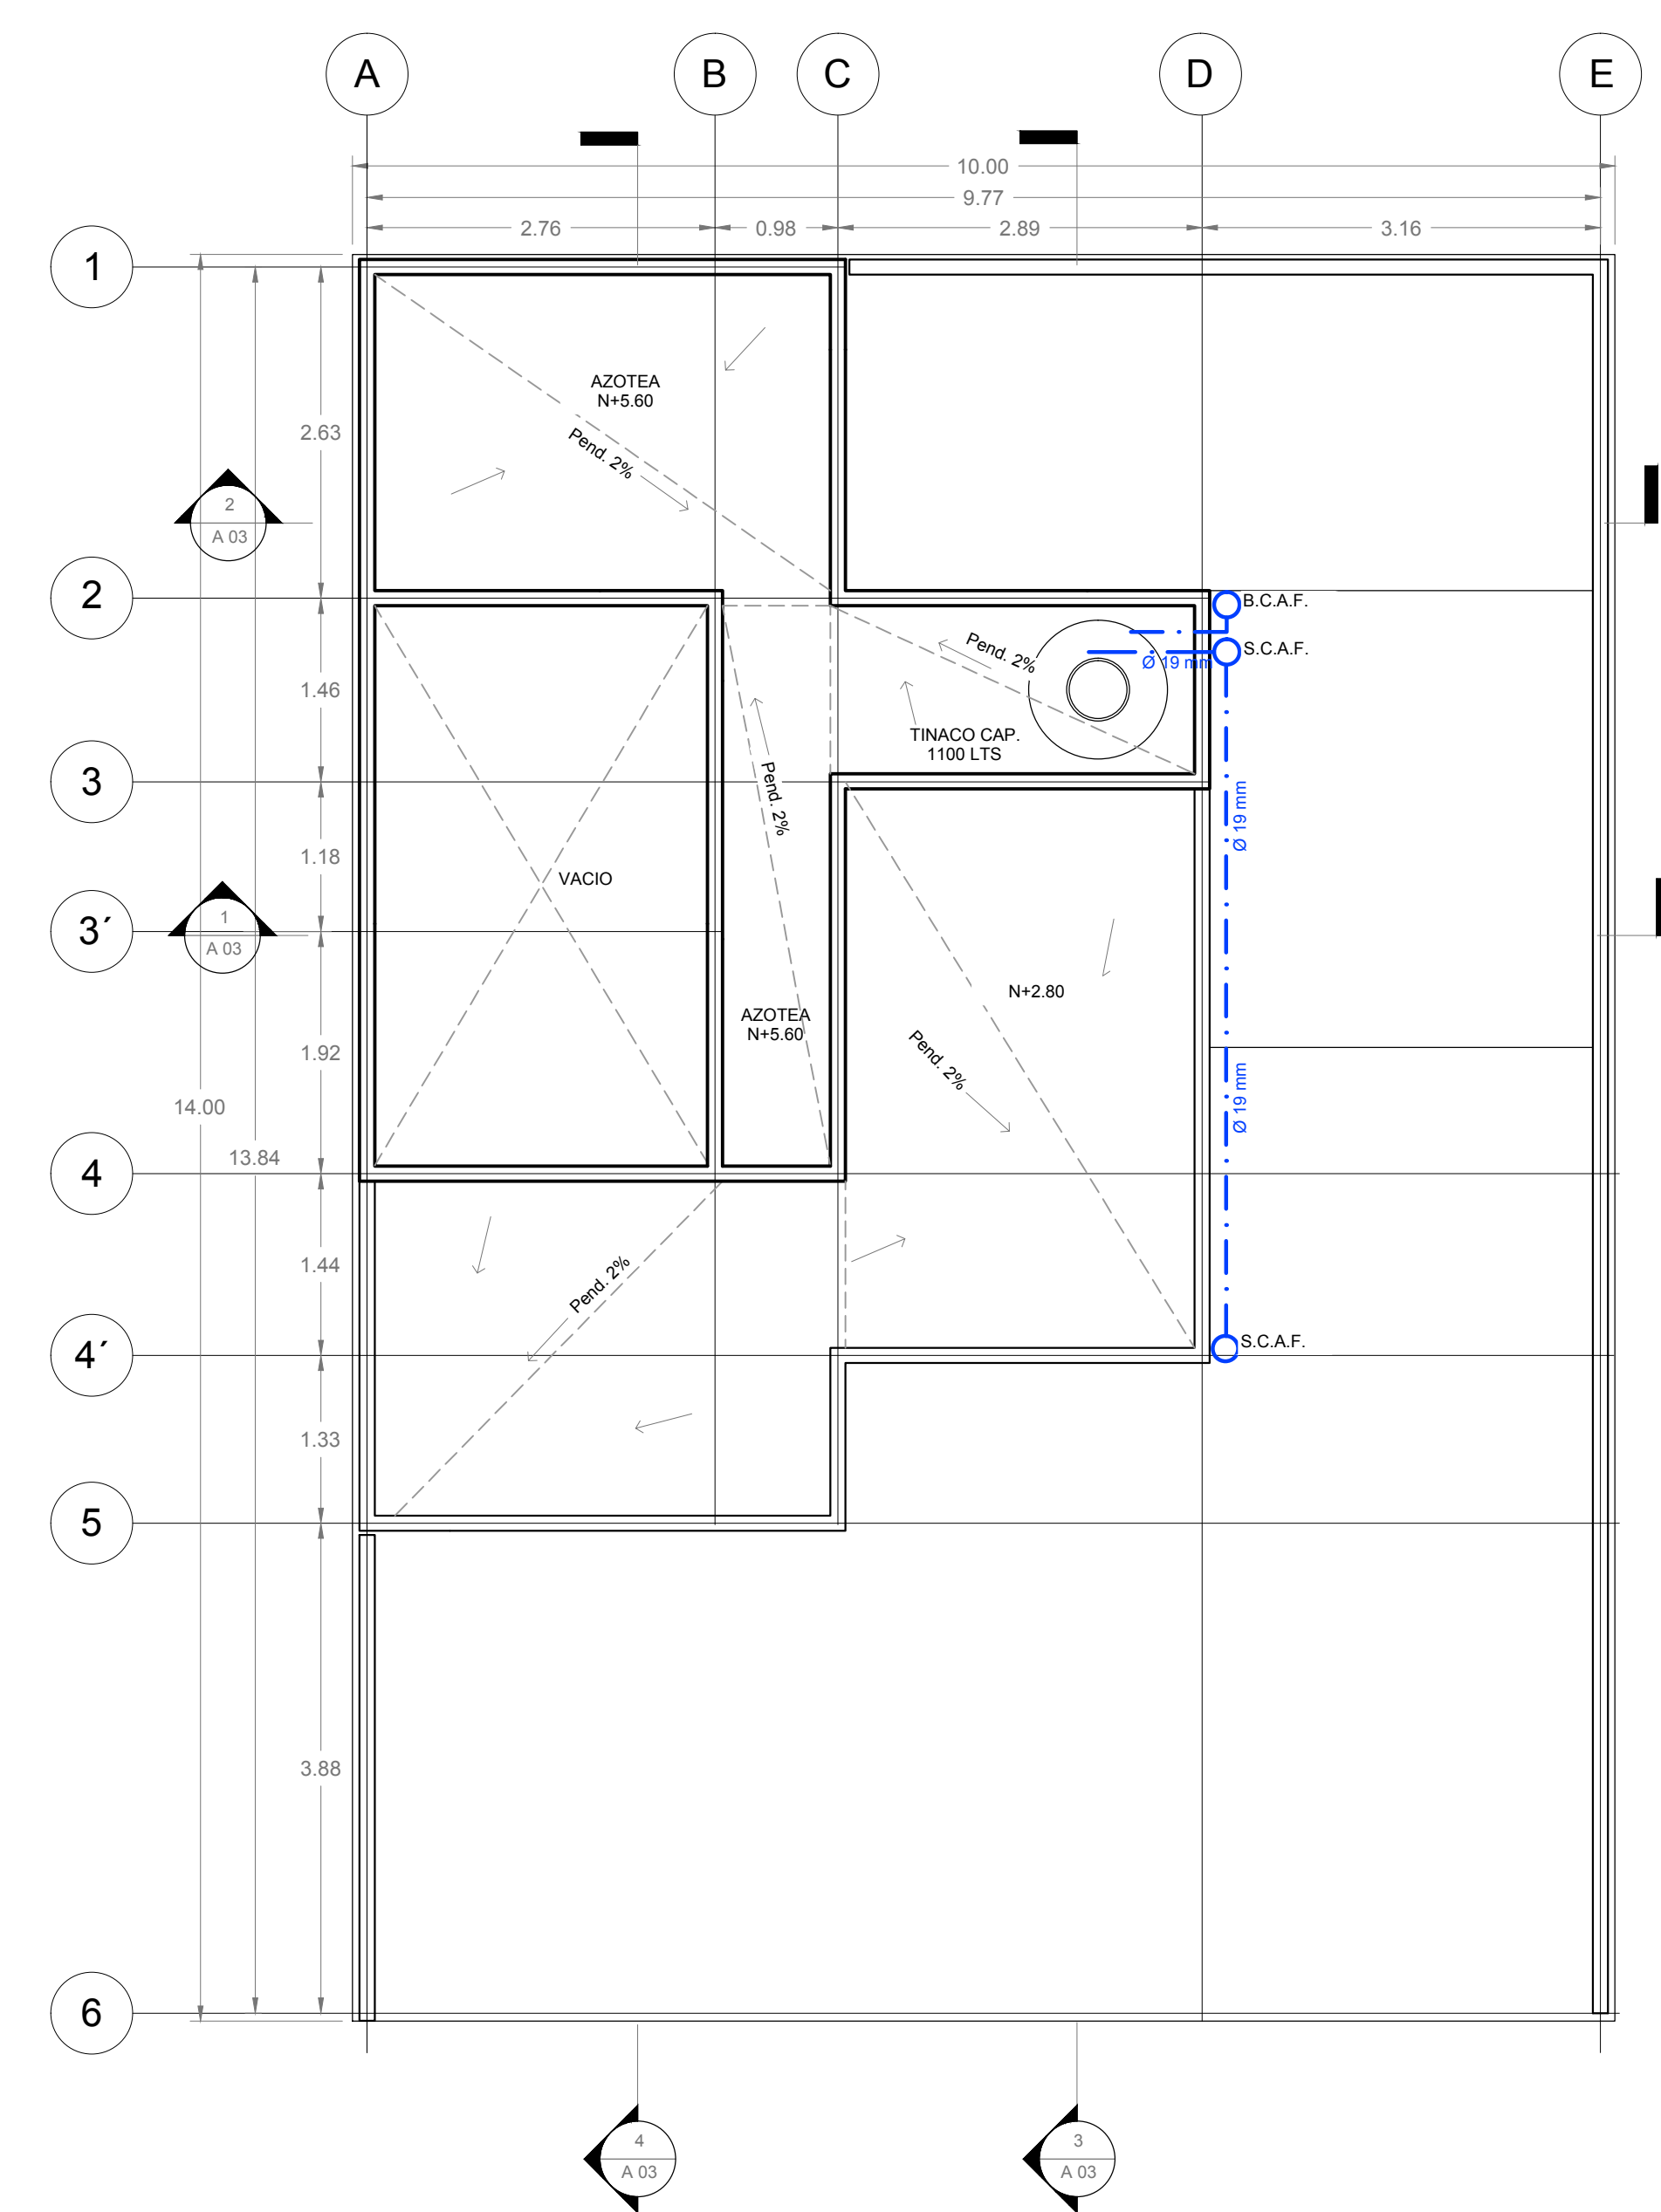 A
B
C
D
E
10.00
9.77
2.76
0.98
2.89
3.16
1
AZOTEA
N+5.60
2.63
Pend. 2%
2
A 03
2
B.C.A.F.
S.C.A.F.
Ø 19 mm
Pend. 2%
1.46
TINACO CAP.
1100 LTS
3
Pend. 2%
Ø 19 mm
1.18
VACIO
3´
1
A 03
N+2.80
AZOTEA
N+5.60
1.92
Pend. 2%
Ø 19 mm
14.00
13.84
4
1.44
Pend. 2%
4´
S.C.A.F.
1.33
5
3.88
6
4
A 03
3
A 03